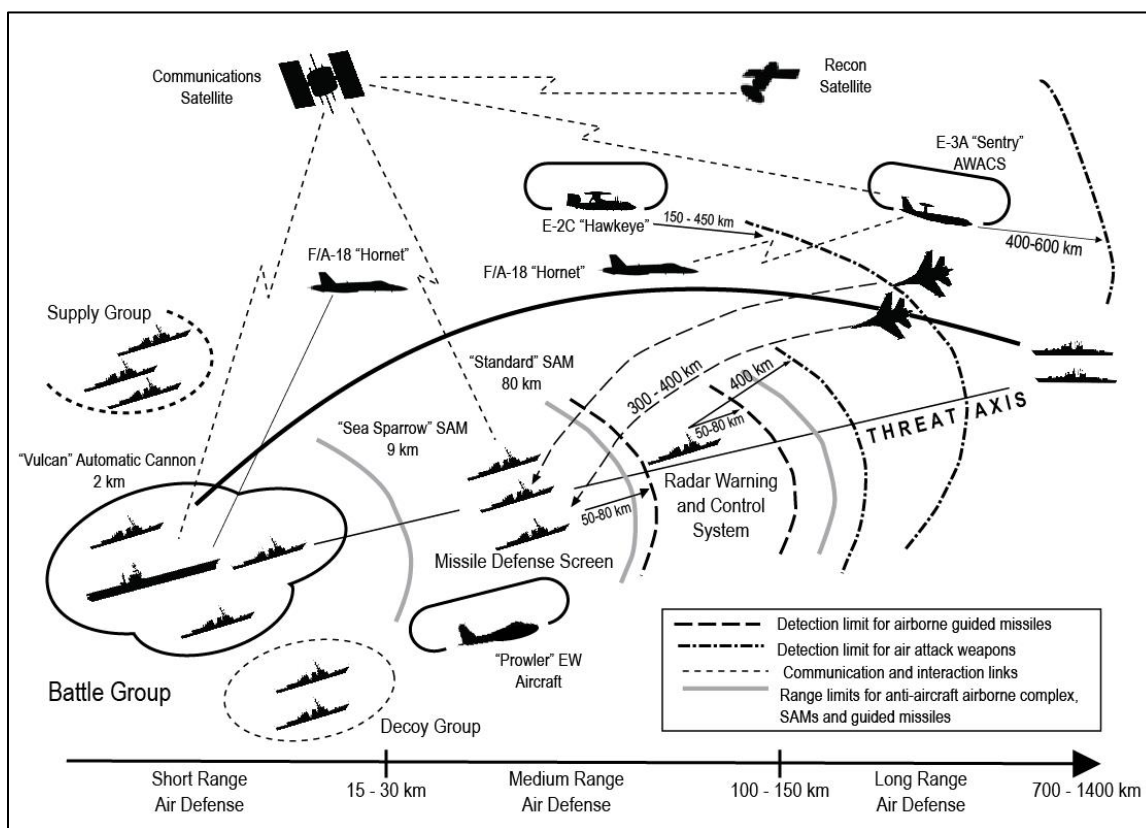 Communications
Satellite
Recon
Satellite
E-3A “Sentry”
AWACS
E-2C “Hawkeye”
150 - 450 km
400-600 km
F/A-18 “Hornet”
F/A-18 “Hornet”
Supply Group
“Standard” SAM
80 km
300 - 400 km
400 km
50-80 km
“Sea Sparrow” SAM
9 km
THREAT AXIS
“Vulcan” Automatic Cannon
2 km
Radar Warning
and Control
System
50-80 km
Missile Defense Screen
“Prowler” EW
Aircraft
Battle Group
Decoy Group
Detection limit for airborne guided missiles
Detection limit for air attack weapons
Communication and interaction links
Range limits for anti-aircraft airborne complex,
SAMs and guided missiles
Short Range
Air Defense
15 - 30 km
Medium Range
Air Defense
100 - 150 km
Long Range
Air Defense
700 - 1400 km